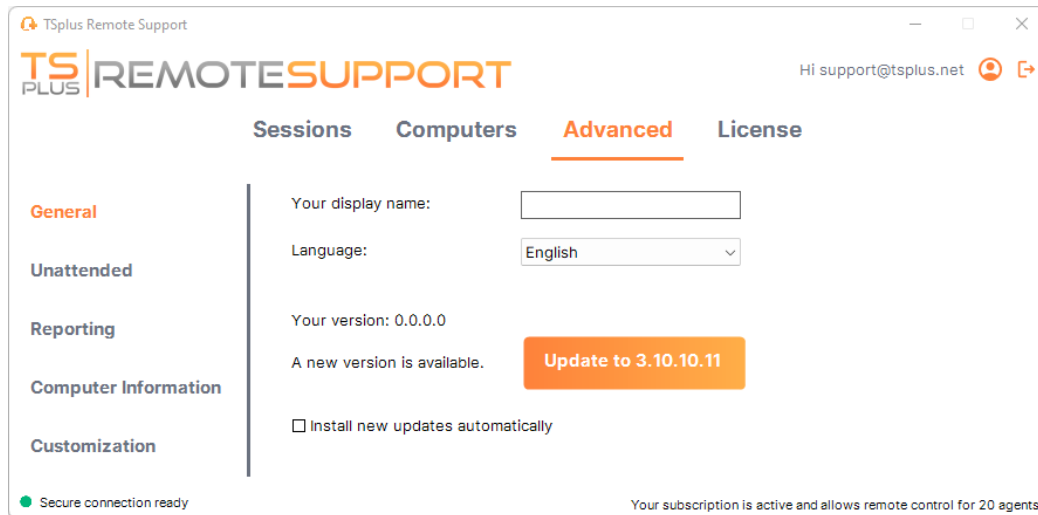 TSplus Remote Support
TS PLUS REMOTESUPPORT
Hi support@tsplus.net
Sessions Computers Advanced License
General
Unattended
Reporting
Computer Information
Customization
Your display name:
Language: English
Your version: 0.0.0.0
A new version is available. Update to 3.10.10.11
Install new updates automatically
Secure connection ready
Your subscription is active and allows remote control for 20 agents